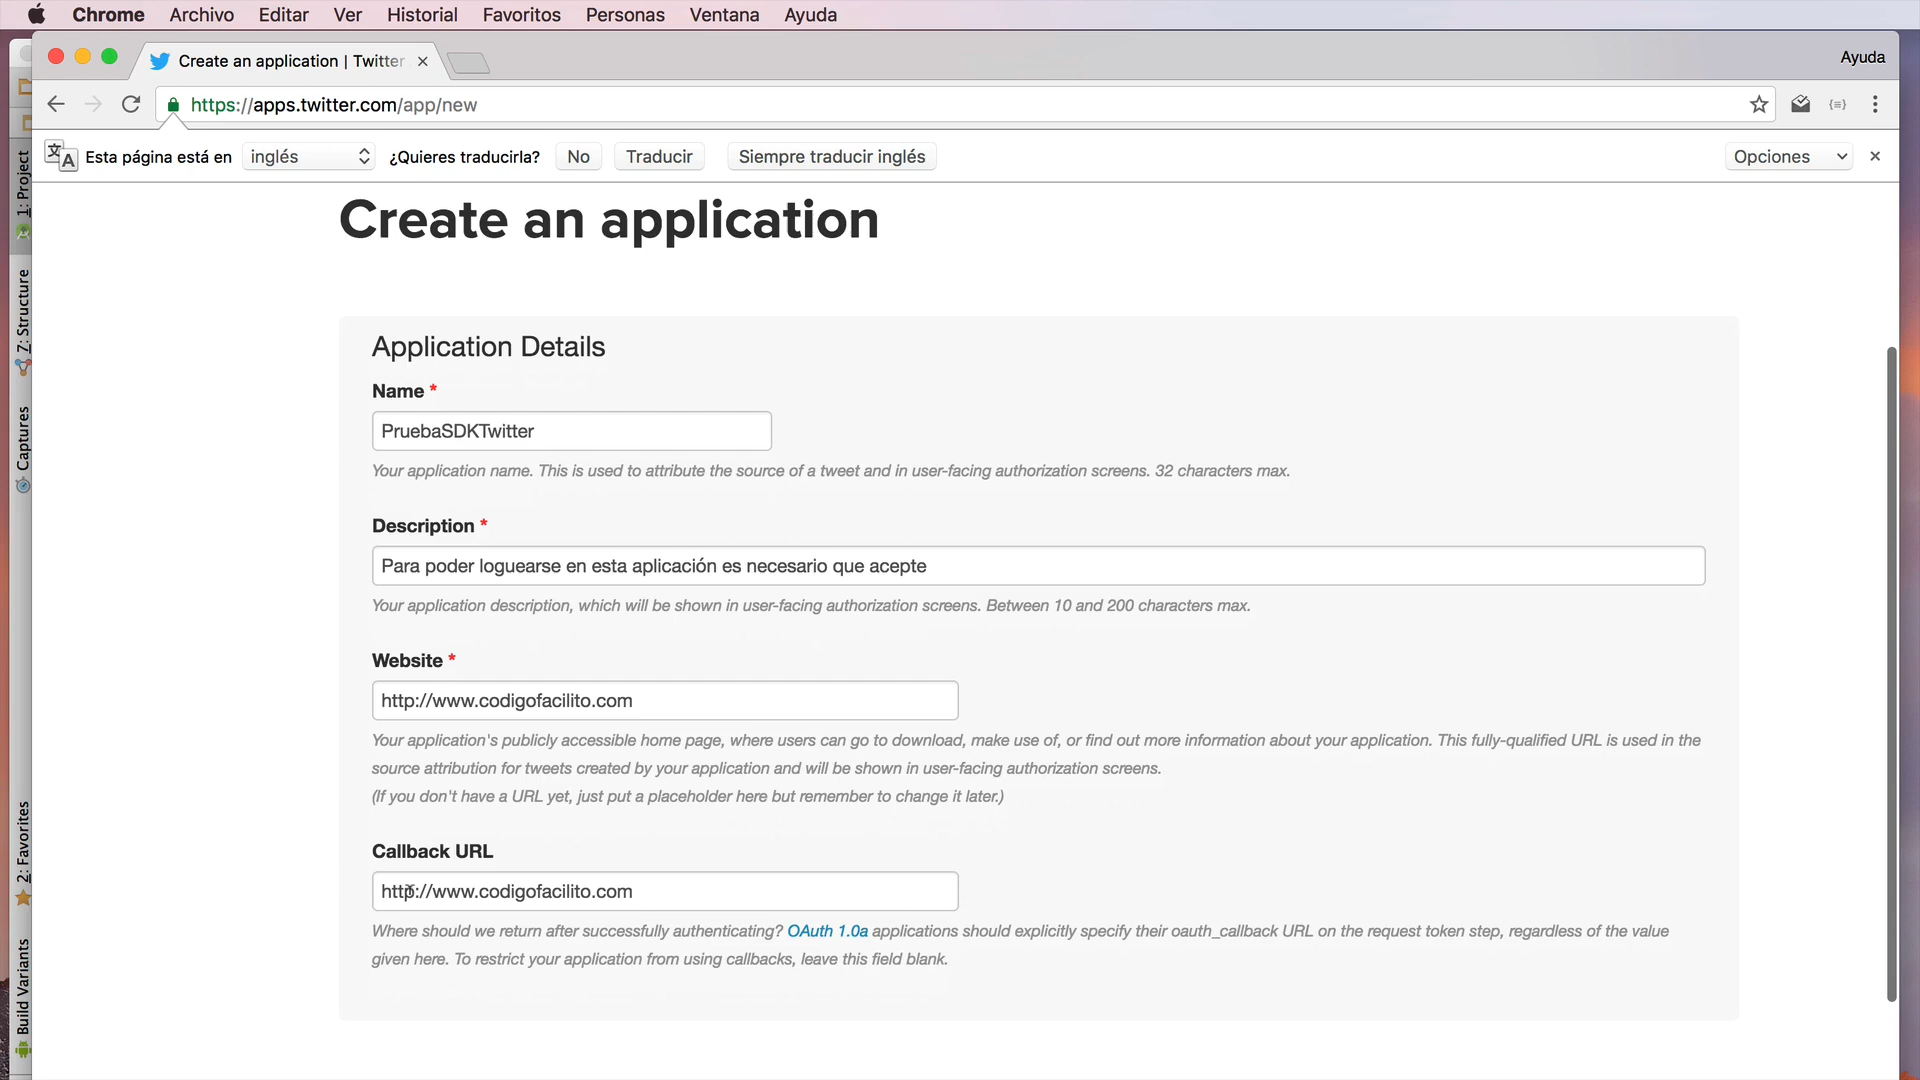 Chrome Archivo Editar Ver Historial Favoritos Personas Ventana Ayuda
Create an application | Twitter
Ayuda
https://apps.twitter.com/app/new
Esta página está en inglés ¿Quieres traducirla? No Traducir Siempre traducir inglés Opciones
1: Project
7: Structure
Captures
2: Favorites
Build Variants
Create an application
Application Details
Name *
PruebaSDKTwitter
Your application name. This is used to attribute the source of a tweet and in user-facing authorization screens. 32 characters max.
Description *
Para poder loguearse en esta aplicación es necesario que acepte
Your application description, which will be shown in user-facing authorization screens. Between 10 and 200 characters max.
Website *
http://www.codigofacilito.com
Your application's publicly accessible home page, where users can go to download, make use of, or find out more information about your application. This fully-qualified URL is used in the
source attribution for tweets created by your application and will be shown in user-facing authorization screens.
(If you don't have a URL yet, just put a placeholder here but remember to change it later.)
Callback URL
http://www.codigofacilito.com
Where should we return after successfully authenticating? OAuth 1.0a applications should explicitly specify their oauth_callback URL on the request token step, regardless of the value
given here. To restrict your application from using callbacks, leave this field blank.